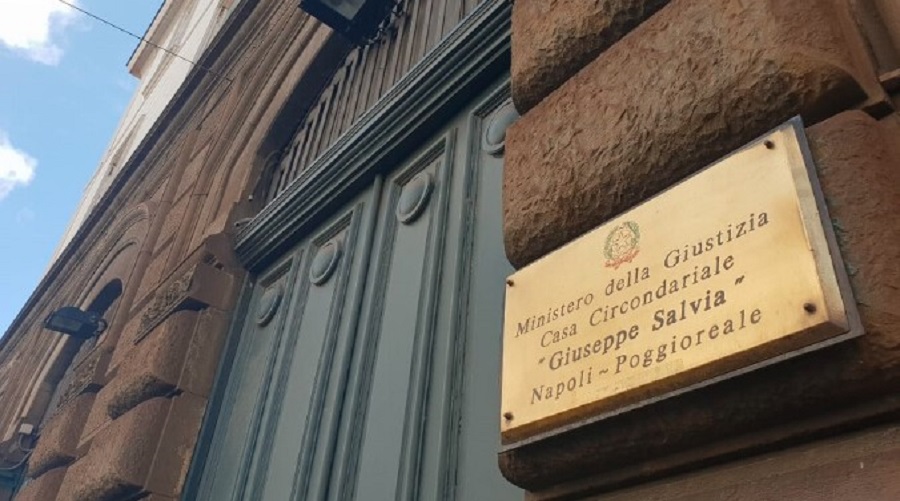 Ministero della Giustizia
Casa Circondariale
"Giuseppe Salvia"
Napoli ~ Poggioreale